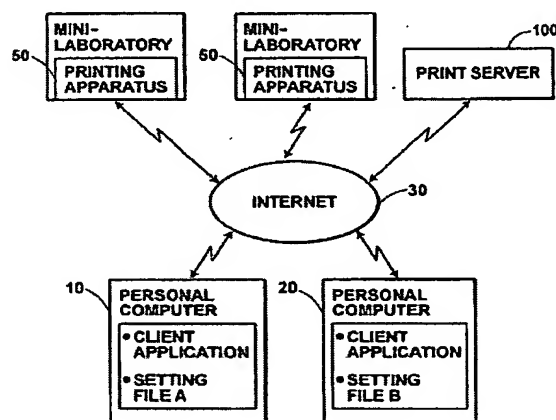 MINI-
LABORATORY
50
PRINTING
APPARATUS
MINI-
LABORATORY
50
PRINTING
APPARATUS
100
PRINT SERVER
INTERNET
30
10
PERSONAL
COMPUTER
• CLIENT
APPLICATION
• SETTING
FILE A
20
PERSONAL
COMPUTER
• CLIENT
APPLICATION
• SETTING
FILE B